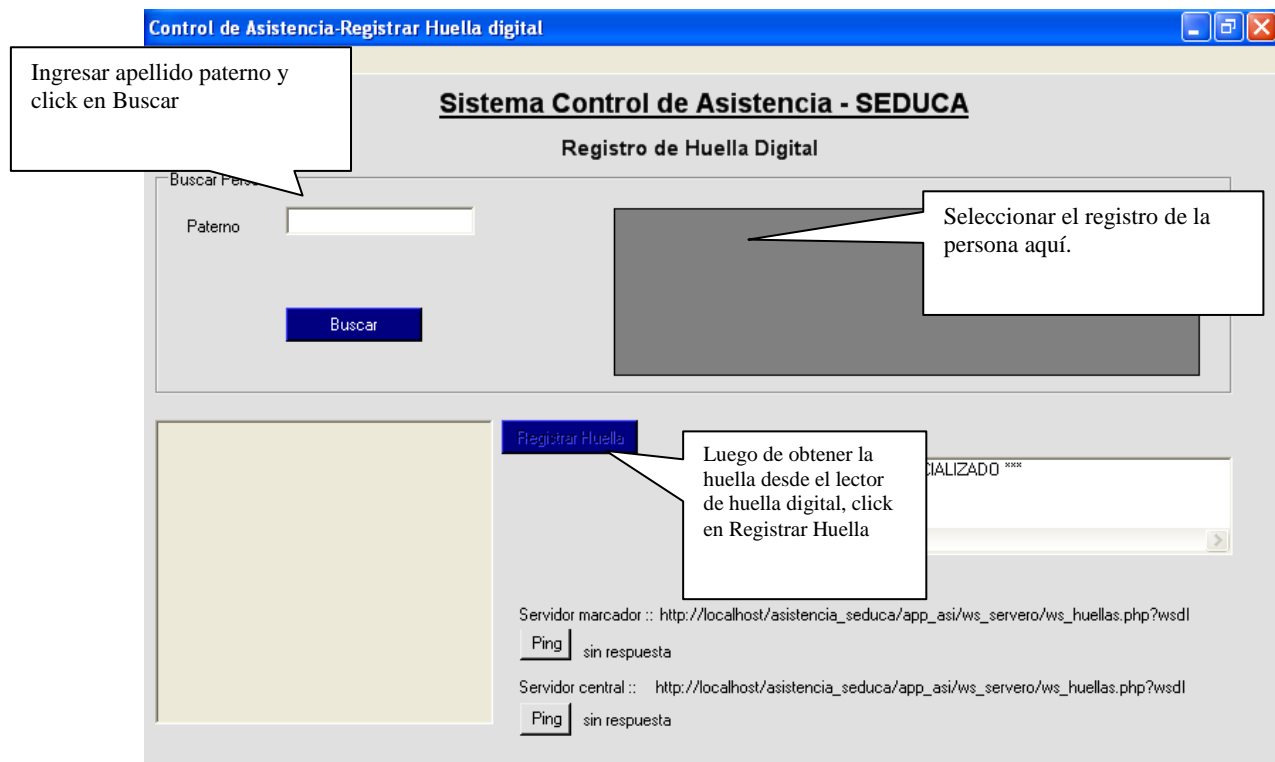 Control de Asistencia-Registrar Huella digital
Ingresar apellido paterno y
click en Buscar
Sistema Control de Asistencia - SEDUCA
Registro de Huella Digital
Buscar
Paterno
Seleccionar el registro de la
persona aquí.
Buscar
Registrar Huella
Luego de obtener la
huella desde el lector
de huella digital, click
en Registrar Huella
CIALIZADO ***
Servidor marcador :: http://localhost/asistencia_seduca/app_asi/ws_servero/ws_huellas.php?wsdl
Ping sin respuesta
Servidor central :: http://localhost/asistencia_seduca/app_asi/ws_servero/ws_huellas.php?wsdl
Ping sin respuesta